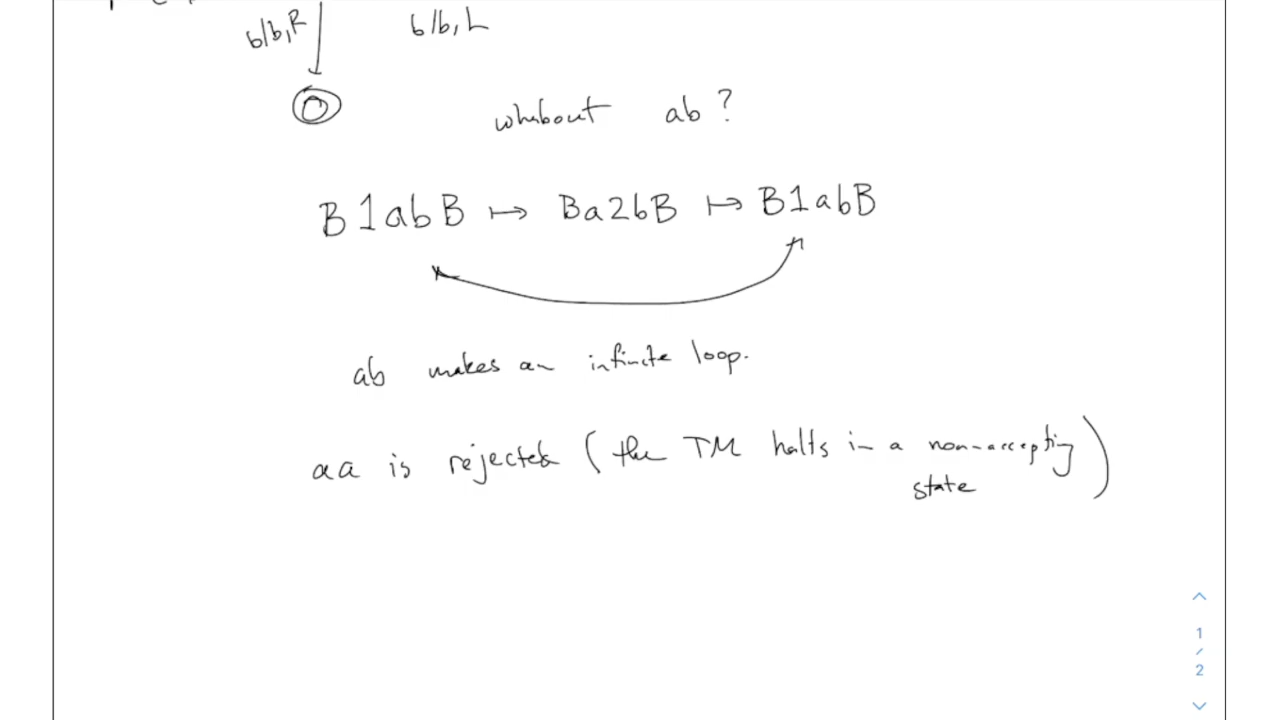 b/b,R b/b,L
whabout ab?
B1abB ↦ Ba2bB ↦ B1abB
ab makes an infinite loop.
aa is rejected (the TM halts in a non-accepting
state)
1
/
2